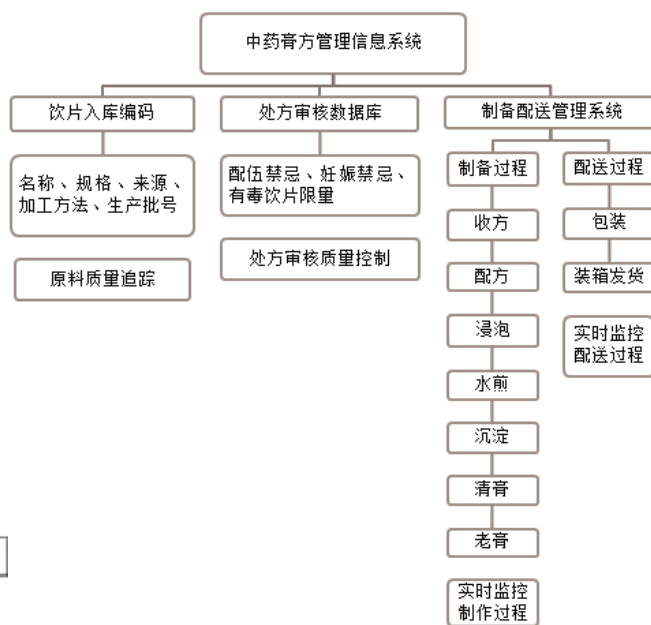 中药膏方管理信息系统
饮片入库编码
处方审核数据库
制备配送管理系统
名称、规格、来源、
加工方法、生产批号
原料质量追踪
配伍禁忌、妊娠禁忌、
有毒饮片限量
处方审核质量控制
制备过程
收方
配方
浸泡
水煎
沉淀
清膏
老膏
实时监控
制作过程
配送过程
包装
装箱发货
实时监控
配送过程